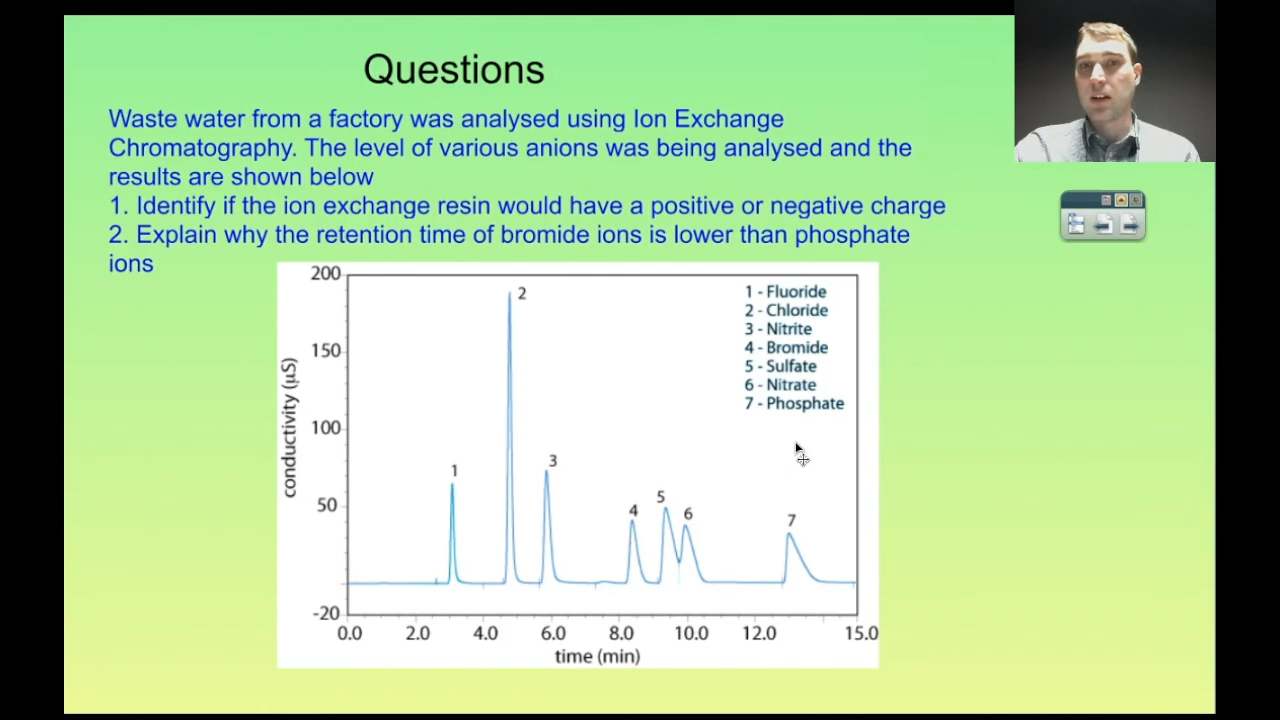 Questions
Waste water from a factory was analysed using Ion Exchange
Chromatography. The level of various anions was being analysed and the
results are shown below
1. Identify if the ion exchange resin would have a positive or negative charge
2. Explain why the retention time of bromide ions is lower than phosphate
ions
200
150
100
50
-20
conductivity (µS)
1
2
3
4
5
6
7
1 - Fluoride
2 - Chloride
3 - Nitrite
4 - Bromide
5 - Sulfate
6 - Nitrate
7 - Phosphate
0.0 2.0 4.0 6.0 8.0 10.0 12.0 15.0
time (min)